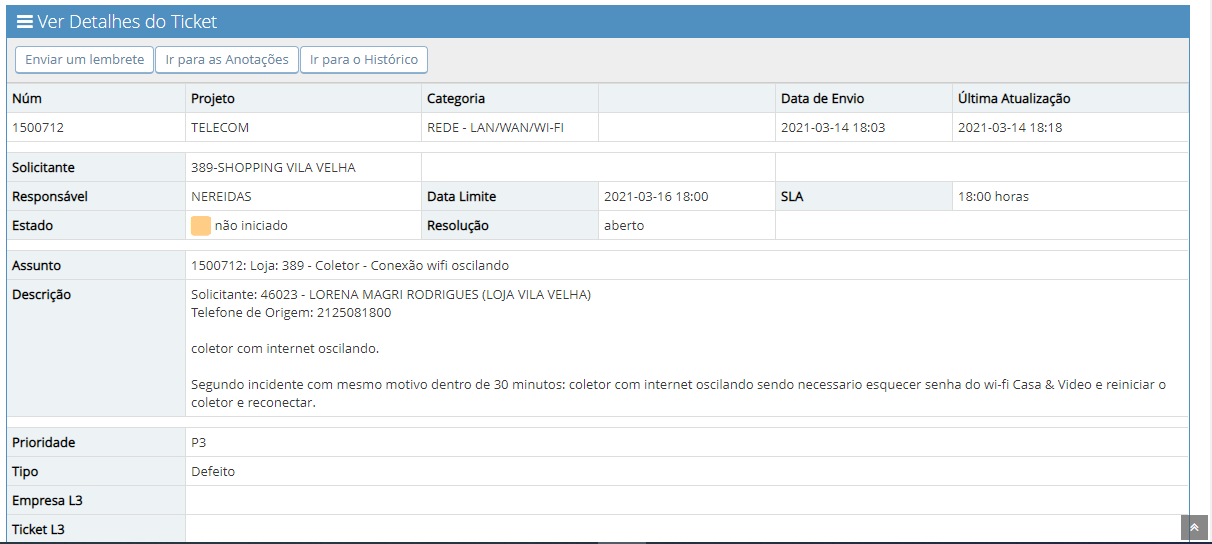 Ver Detalhes do Ticket
Enviar um lembrete Ir para as Anotações Ir para o Histórico
Núm Projeto Categoria Data de Envio Última Atualização
1500712 TELECOM REDE - LAN/WAN/WI-FI 2021-03-14 18:03 2021-03-14 18:18
Solicitante 389-SHOPPING VILA VELHA
Responsável NEREIDAS Data Limite 2021-03-16 18:00 SLA 18:00 horas
Estado não iniciado Resolução aberto
Assunto 1500712: Loja: 389 - Coletor - Conexão wifi oscilando
Descrição Solicitante: 46023 - LORENA MAGRI RODRIGUES (LOJA VILA VELHA)
Telefone de Origem: 2125081800
coletor com internet oscilando.
Segundo incidente com mesmo motivo dentro de 30 minutos: coletor com internet oscilando sendo necessario esquecer senha do wi-fi Casa & Video e reiniciar o
coletor e reconectar.
Prioridade P3
Tipo Defeito
Empresa L3
Ticket L3